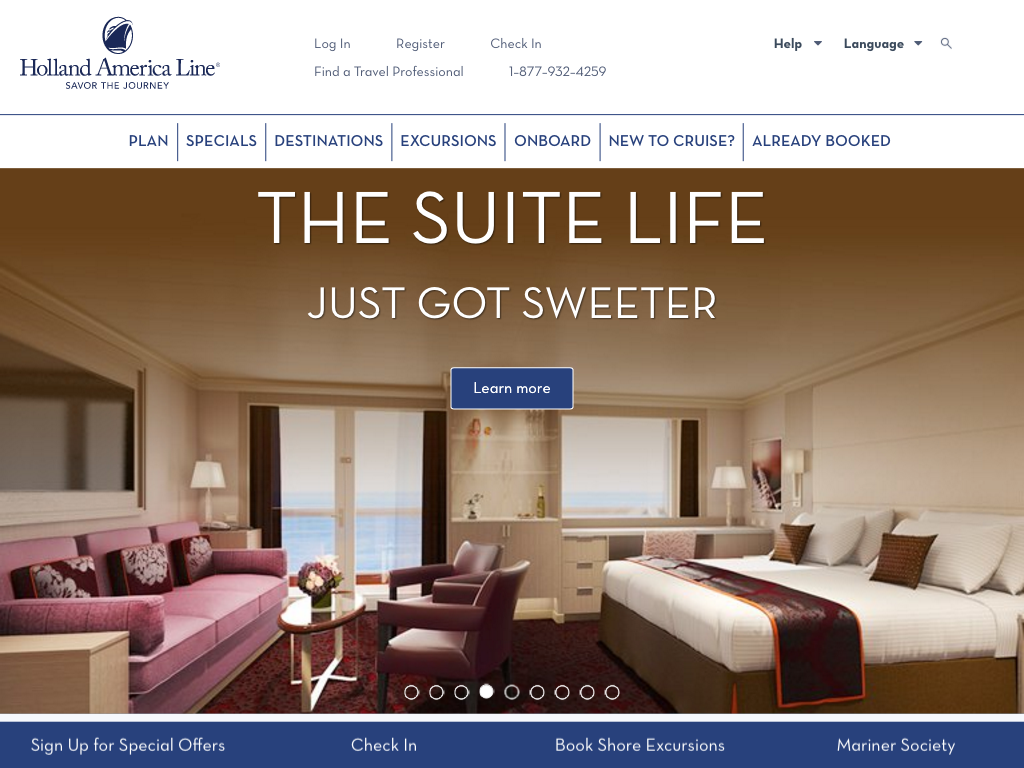 Holland America Line®
SAVOR THE JOURNEY
Log In Register Check In
Find a Travel Professional 1-877-932-4259
Help Language
PLAN SPECIALS DESTINATIONS EXCURSIONS ONBOARD NEW TO CRUISE? ALREADY BOOKED
THE SUITE LIFE
JUST GOT SWEETER
Learn more
Sign Up for Special Offers Check In Book Shore Excursions Mariner Society